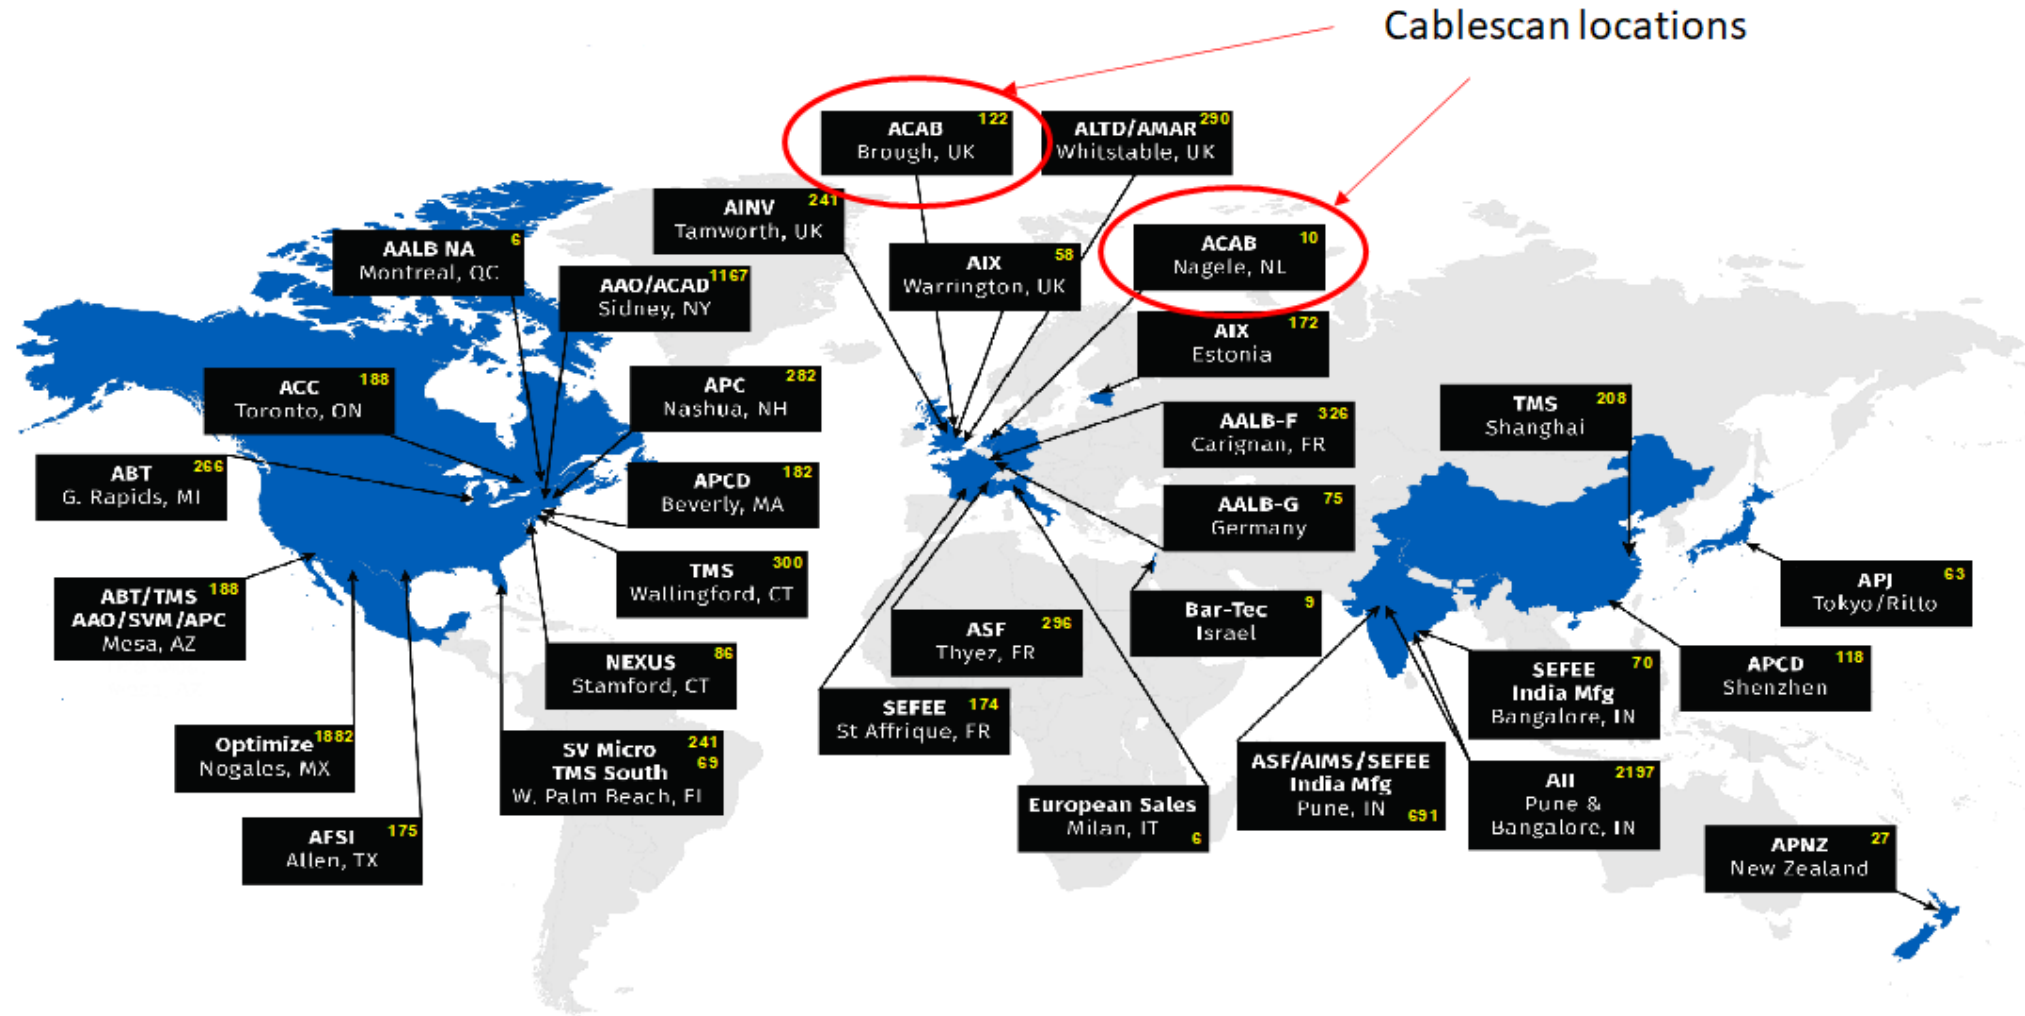 Cablescan locations
ACAB 122
Brough, UK
ALTD/AMAR 290
Whitstable, UK
AINV 241
Tamworth, UK
AALB NA 6
Montreal, QC
ACAB 10
Nagele, NL
AIX 58
Warrington, UK
AAO/ACAD 1167
Sidney, NY
AIX 172
Estonia
ACC 188
Toronto, ON
APC 282
Nashua, NH
AALB-F 326
Carignan, FR
TMS 208
Shanghai
ABT 266
G. Rapids, MI
APCD 182
Beverly, MA
AALB-G 75
Germany
TMS 300
Wallingford, CT
ABT/TMS 188
AAO/SVM/APC
Mesa, AZ
APJ 63
Tokyo/Ritto
Bar-Tec 9
Israel
ASF 296
Thyez, FR
NEXUS 86
Stamford, CT
SEFEE 70
India Mfg
Bangalore, IN
APCD 118
Shenzhen
SEFEE 174
St Affrique, FR
Optimize 1882
Nogales, MX
SV Micro 241
TMS South 69
W. Palm Beach, FL
ASF/AIMS/SEFEE
India Mfg
Pune, IN 691
AII 2197
Pune &
Bangalore, IN
European Sales
Milan, IT
6
AFSI 175
Allen, TX
APNZ 27
New Zealand